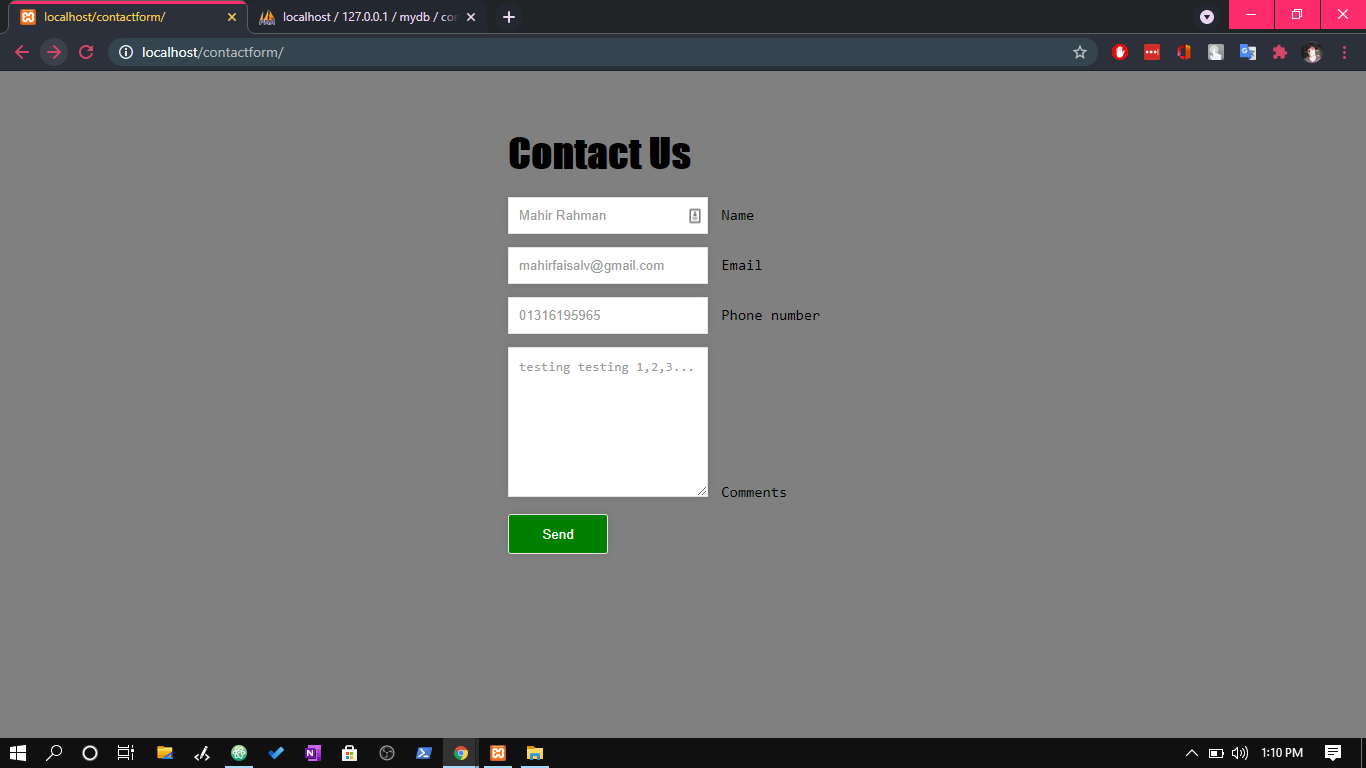 localhost/contactform/
localhost / 127.0.0.1 / mydb / cor
localhost/contactform/
Contact Us
Mahir Rahman Name
mahirfaisalv@gmail.com Email
01316195965 Phone number
testing testing 1,2,3...
Comments
Send
1:10 PM